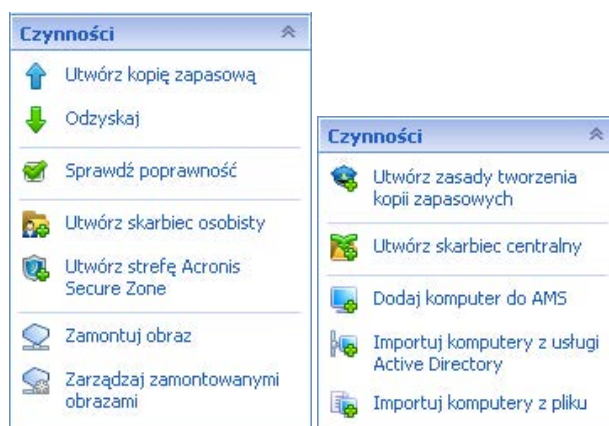 Czynności
Utwórz kopię zapasową
Odzyskaj
Sprawdź poprawność
Utwórz skarbiec osobisty
Utwórz strefę Acronis
Secure Zone
Zamontuj obraz
Zarządzaj zamontowanymi
obrazami
Czynności
Utwórz zasady tworzenia
kopii zapasowych
Utwórz skarbiec centralny
Dodaj komputer do AMS
Importuj komputery z usługi
Active Directory
Importuj komputery z pliku